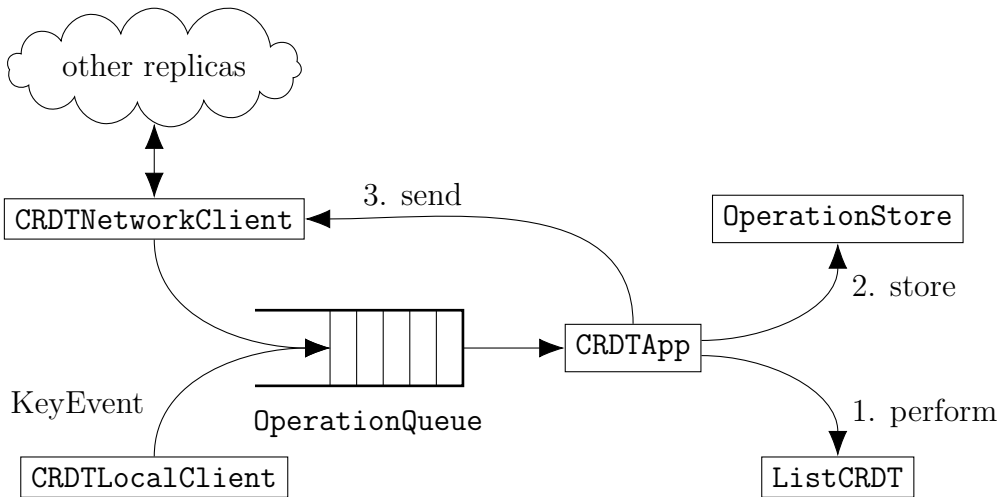 other replicas
3. send
CRDTNetworkClient
OperationStore
2. store
CRDTApp
KeyEvent
OperationQueue
1. perform
CRDTLocalClient
ListCRDT